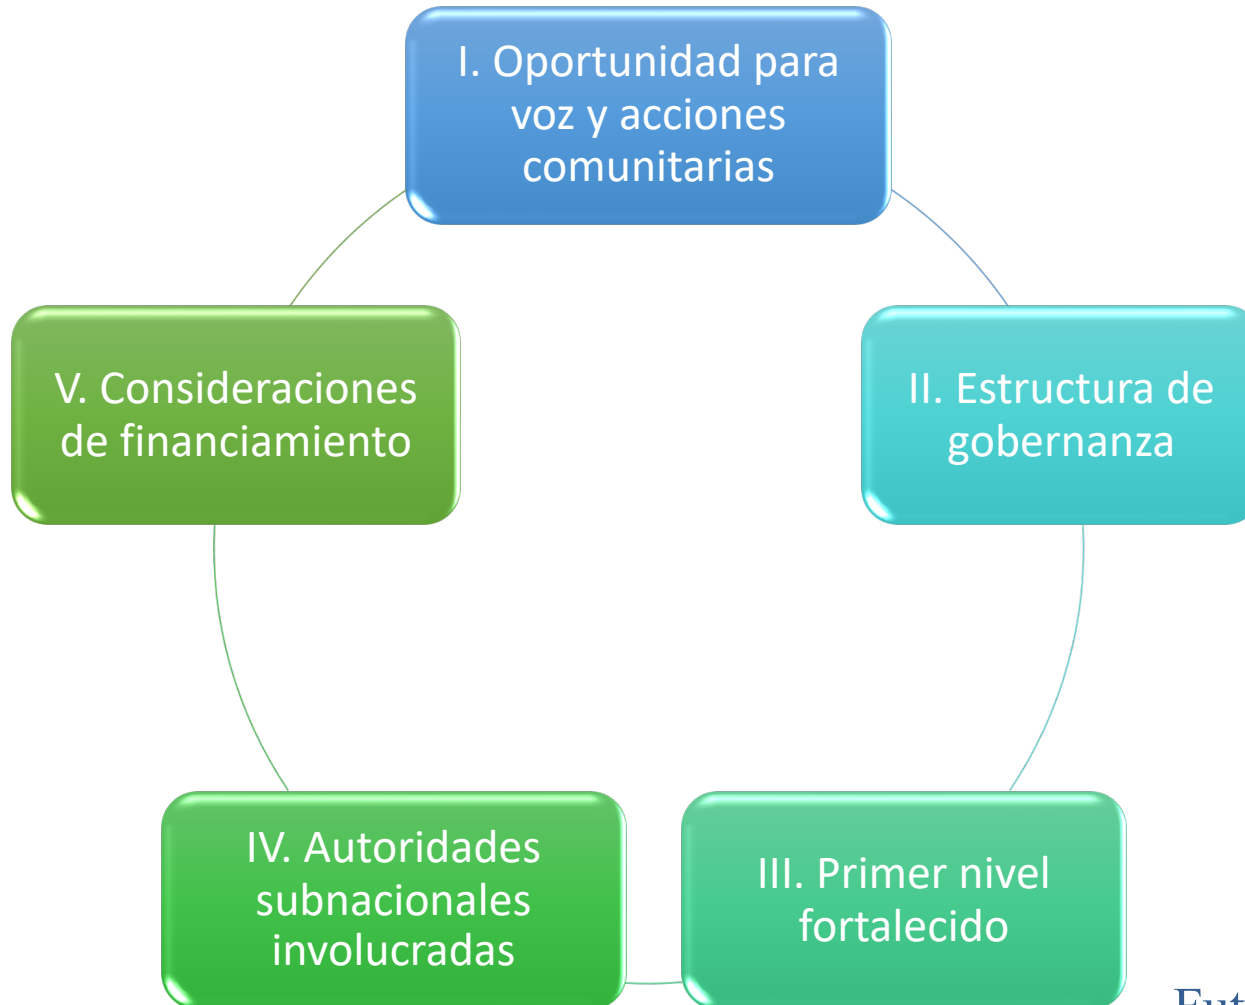 I. Oportunidad para
voz y acciones
comunitarias
II. Estructura de
gobernanza
III. Primer nivel
fortalecido
IV. Autoridades
subnacionales
involucradas
V. Consideraciones
de financiamiento